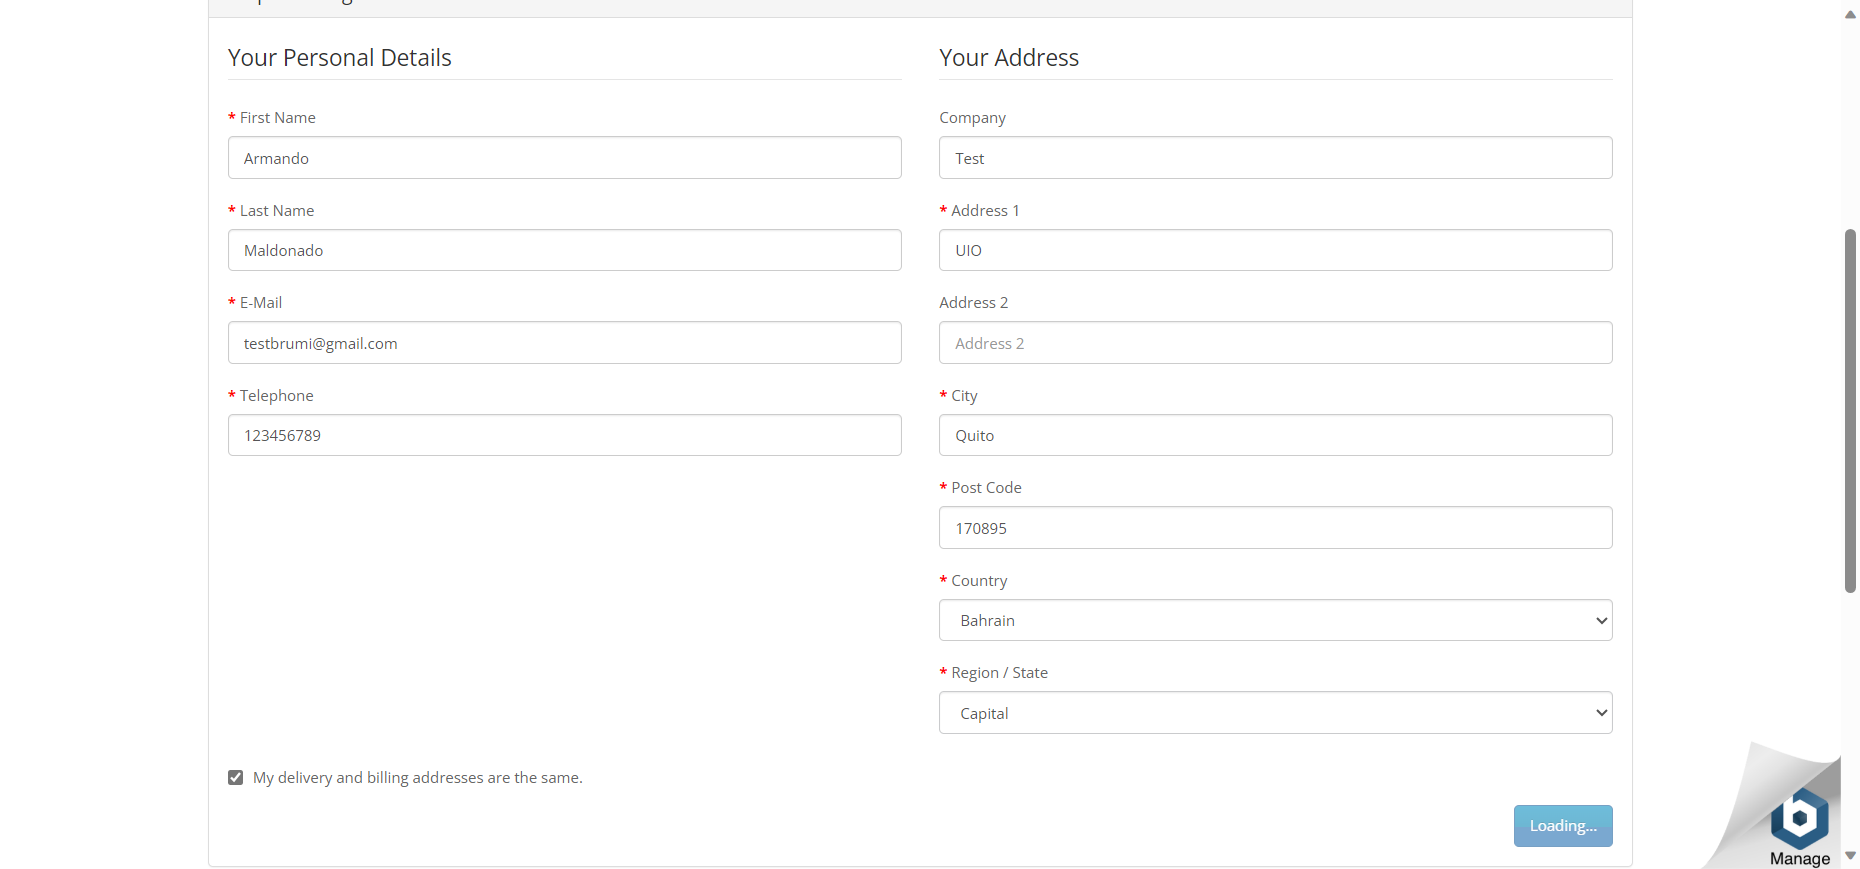 Your Personal Details
* First Name
Armando
* Last Name
Maldonado
* E-Mail
testbrumi@gmail.com
* Telephone
123456789
Your Address
Company
Test
* Address 1
UIO
Address 2
Address 2
* City
Quito
* Post Code
170895
* Country
Bahrain
* Region / State
Capital
My delivery and billing addresses are the same.
Loading...
b
Manage